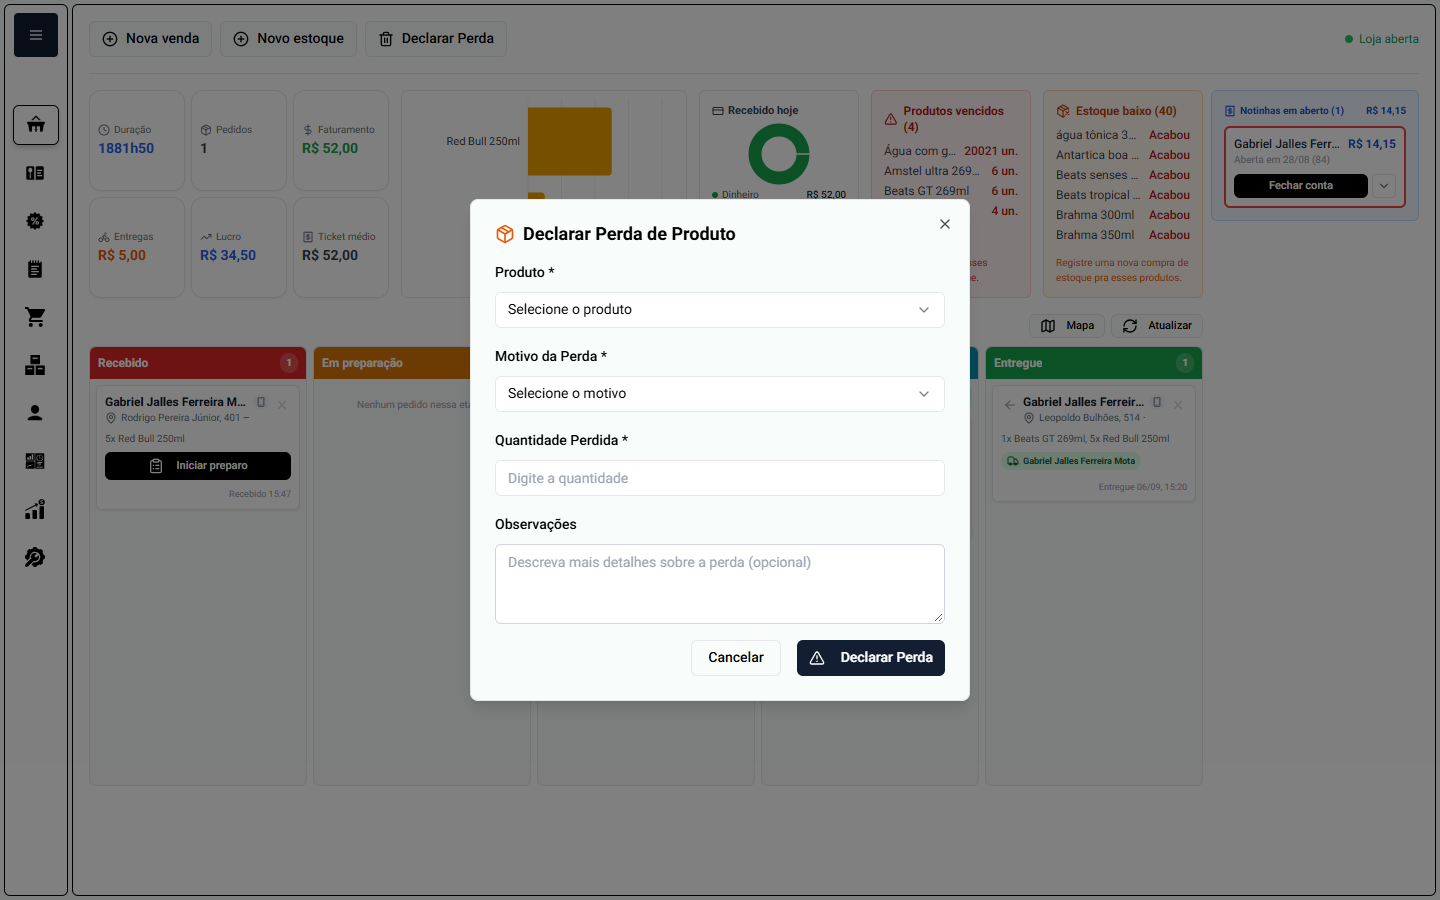 Nova venda
Novo estoque
Declarar Perda
Loja aberta
Duração
1881h50
Pedidos
1
Faturamento
R$ 52,00
Entregas
R$ 5,00
Lucro
R$ 34,50
Ticket médio
R$ 52,00
Red Bull 250ml
Recebido hoje
Dinheiro R$ 52,00
Produtos vencidos
(4)
Água com g... 20021 un.
Amstel ultra 269... 6 un.
Beats GT 269ml 6 un.
4 un.
Estoque baixo (40)
água tônica 3... Acabou
Antartica boa ... Acabou
Beats senses ... Acabou
Beats tropical ... Acabou
Brahma 300ml Acabou
Brahma 350ml Acabou
Registre uma nova compra de
estoque pra esses produtos.
Notinhas em aberto (1) R$ 14,15
Gabriel Jalles Ferr... R$ 14,15
Aberta em 28/08 (84)
Fechar conta
Mapa
Atualizar
Recebido 1
Gabriel Jalles Ferreira M...
Rodrigo Pereira Júnior, 401 –
5x Red Bull 250ml
Iniciar preparo
Recebido 15:47
Em preparação
Nenhum pedido nessa eta
Entregue 1
Gabriel Jalles Ferreir...
Leopoldo Bulhões, 514 ·
1x Beats GT 269ml, 5x Red Bull 250ml
Gabriel Jalles Ferreira Mota
Entregue 06/09, 15:20
Declarar Perda de Produto
Produto *
Selecione o produto
Motivo da Perda *
Selecione o motivo
Quantidade Perdida *
Digite a quantidade
Observações
Descreva mais detalhes sobre a perda (opcional)
Cancelar
Declarar Perda